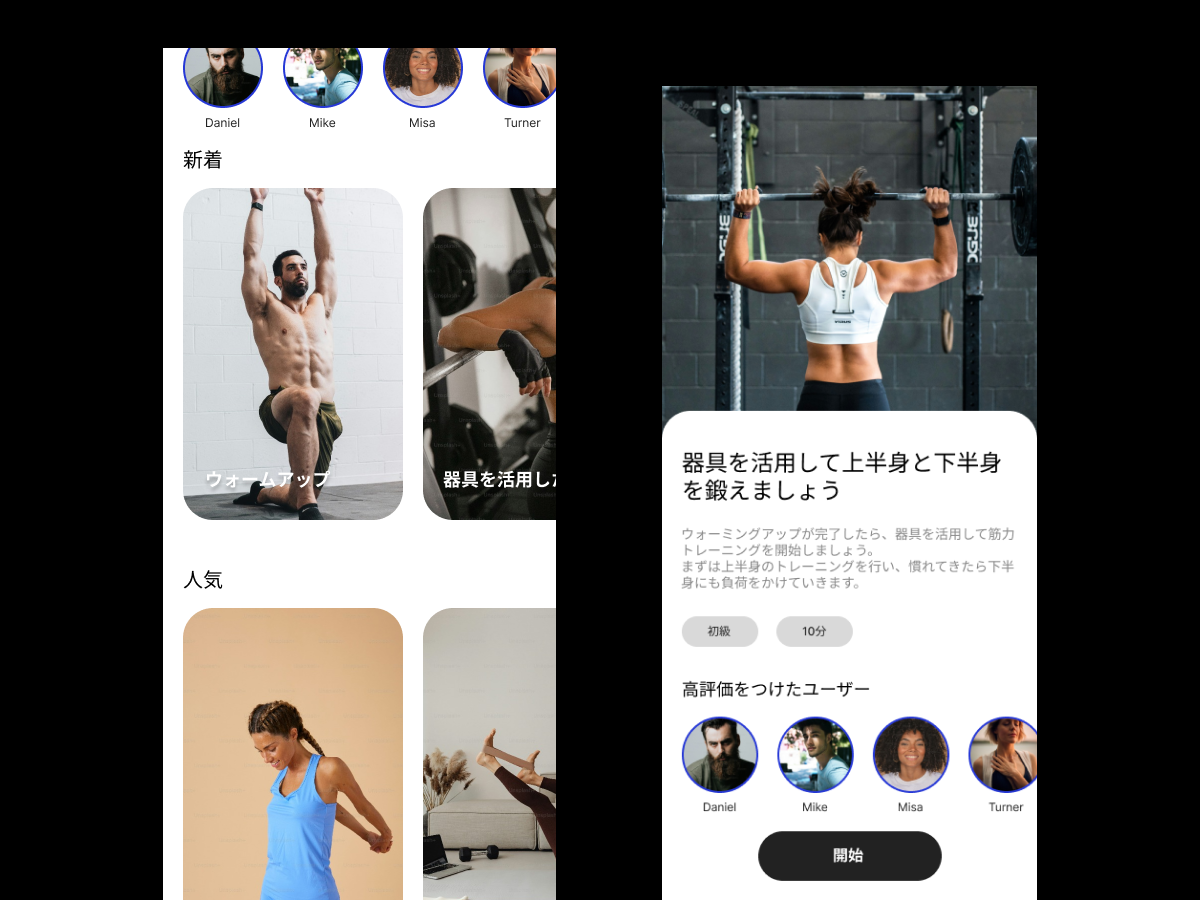 Daniel
Mike
Misa
Turner
新着
ウォームアップ
器具を活用した
人気
器具を活用して上半身と下半身
を鍛えましょう
ウォーミングアップが完了したら、器具を活用して筋力
トレーニングを開始しましょう。
まずは上半身のトレーニングを行い、慣れてきたら下半
身にも負荷をかけていきます。
初級
10分
高評価をつけたユーザー
Daniel
Mike
Misa
Turner
開始